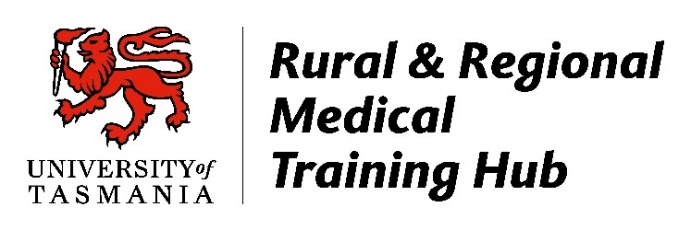 UNIVERSITY of
TASMANIA
Rural & Regional
Medical
Training Hub